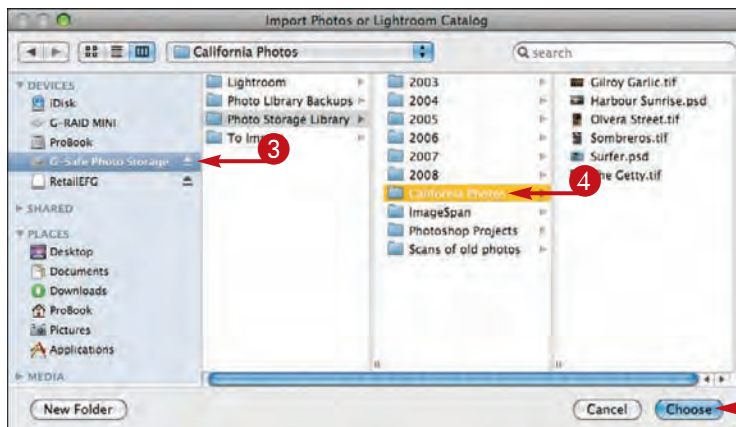 Import Photos or Lightroom Catalog
California Photos
search
DEVICES
iDisk
G-RAID MINI
ProBook
G-Safe Photo Storage
RetailEFG
SHARED
PLACES
Desktop
Documents
Downloads
ProBook
Pictures
Applications
MEDIA
Lightroom
Photo Library Backups
Photo Storage Library
To
3
2003
2004
2005
2006
2007
2008
California Photos
ImageSpan
Photoshop Projects
Scans of old photos
4
Gilroy Garlic.tif
Harbour Sunrise.psd
Olvera Street.tif
Sombreros.tif
Surfer.psd
Getty.tif
New Folder
Cancel
Choose